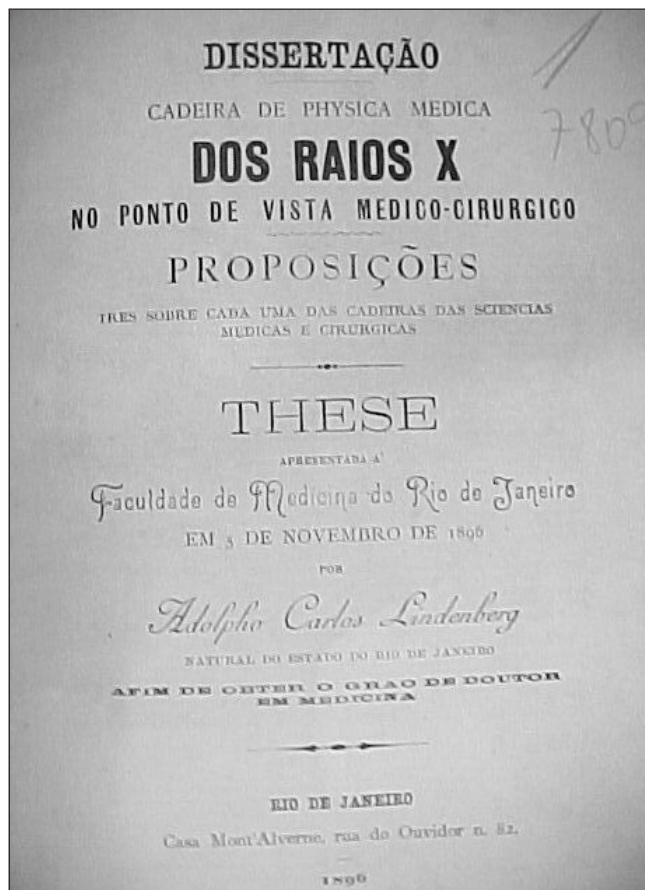 DISSERTAÇÃO
CADEIRA DE PHYSICA MEDICA
DOS RAIOS X
NO PONTO DE VISTA MEDICO-CIRURGICO
PROPOSIÇÕES
TRES SOBRE CADA UMA DAS CADEIRAS DAS SCIENCIAS
MEDICAS E CIRURGICAS
THESE
APRESENTADA A'
Faculdade de Medicina do Rio de Janeiro
EM 3 DE NOVEMBRO DE 1896
POR
Adolpho Carlos Lindenberg
NATURAL DO ESTADO DO RIO DE JANEIRO
AFIM DE OBTER O GRAO DE DOUTOR
EM MEDICINA
RIO DE JANEIRO
Casa Mont'Alverne, rua do Ouvidor n. 82.
1896